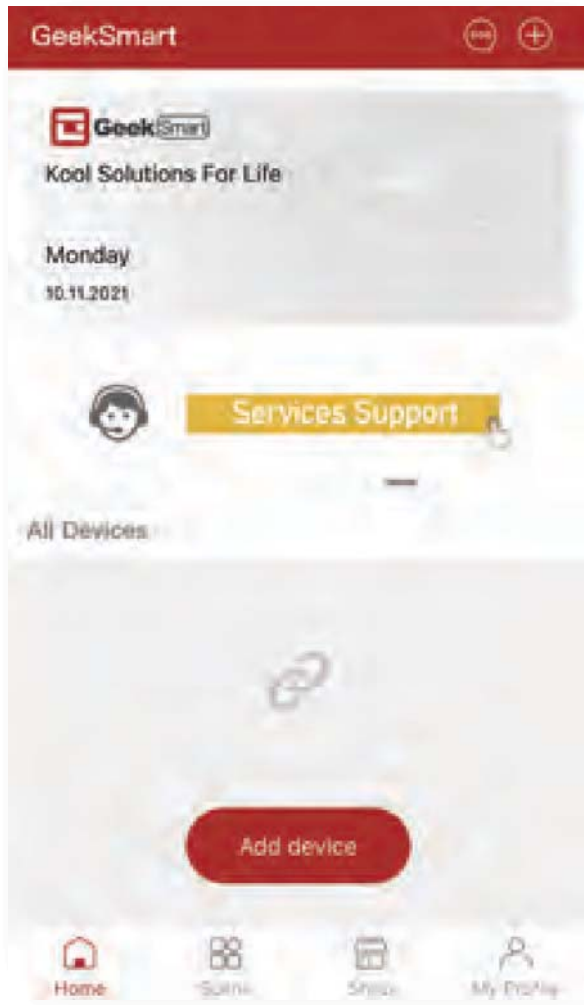 GeekSmart
Geek Smart
Kool Solutions For Life
Monday
10.11.2021
Services Support
All Devices
Add device
Home
My Profile